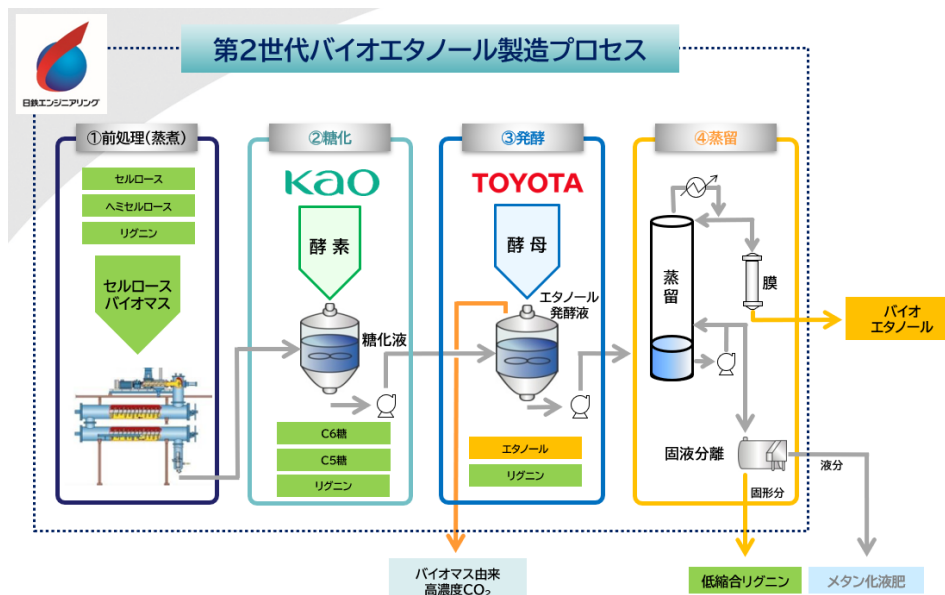 第2世代バイオエタノール製造プロセス
日鉄エンジニアリング
①前処理(蒸煮)
セルロース
ヘミセルロース
リグニン
セルロース
バイオマス
②糖化
Kao
酵素
糖化液
C6糖
C5糖
リグニン
③発酵
TOYOTA
酵母
エタノール
発酵液
エタノール
リグニン
④蒸留
蒸留
膜
固液分離
液分
固形分
バイオ
エタノール
バイオマス由来
高濃度CO₂
低縮合リグニン
メタン化液肥